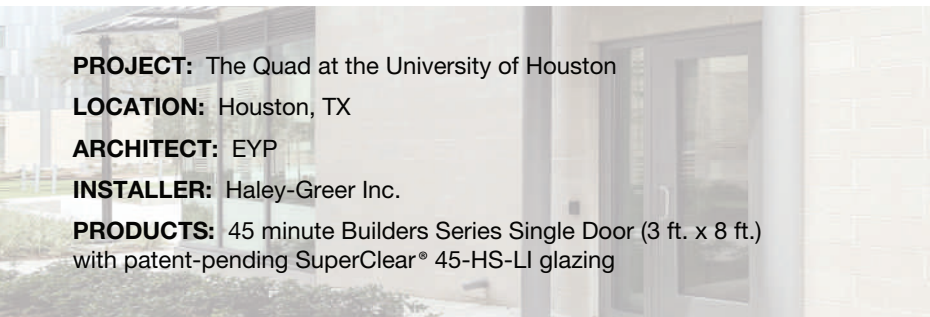 PROJECT: The Quad at the University of Houston
LOCATION: Houston, TX
ARCHITECT: EYP
INSTALLER: Haley-Greer Inc.
PRODUCTS: 45 minute Builders Series Single Door (3 ft. x 8 ft.)
with patent-pending SuperClear® 45-HS-LI glazing